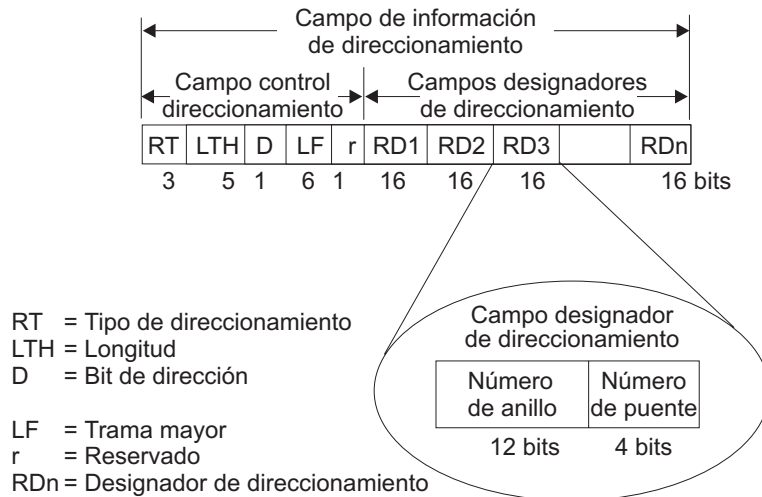 Campo de información
de direccionamiento
Campo control
direccionamiento
Campos designadores
de direccionamiento
RT LTH D LF r RD1 RD2 RD3 RDn
3 5 1 6 1 16 16 16 16 bits
Campo designador
de direccionamiento
Número
de anillo
Número
de puente
12 bits 4 bits
RT = Tipo de direccionamiento
LTH = Longitud
D = Bit de dirección
LF = Trama mayor
r = Reservado
RDn = Designador de direccionamiento